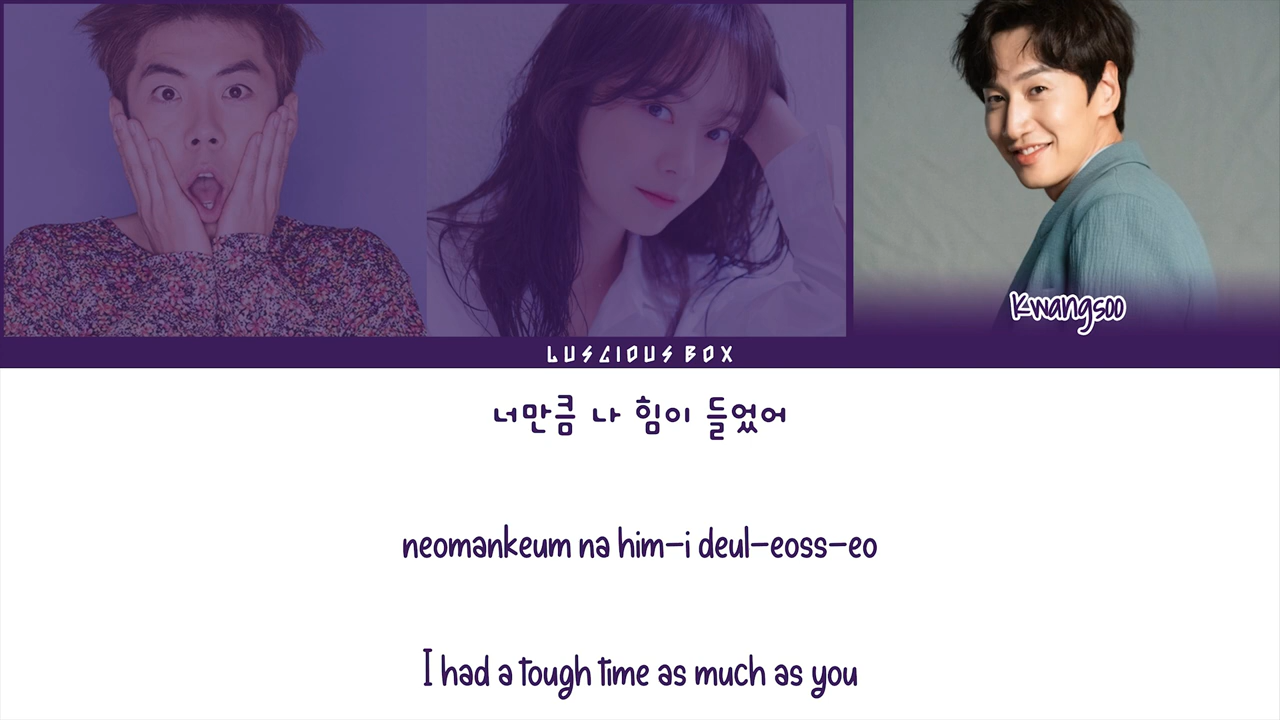 Kwangsoo
LUSCIOUS BOX
너만큼 나 힘이 들었어
neomankeum na him-i deul-eoss-eo
I had a tough time as much as you